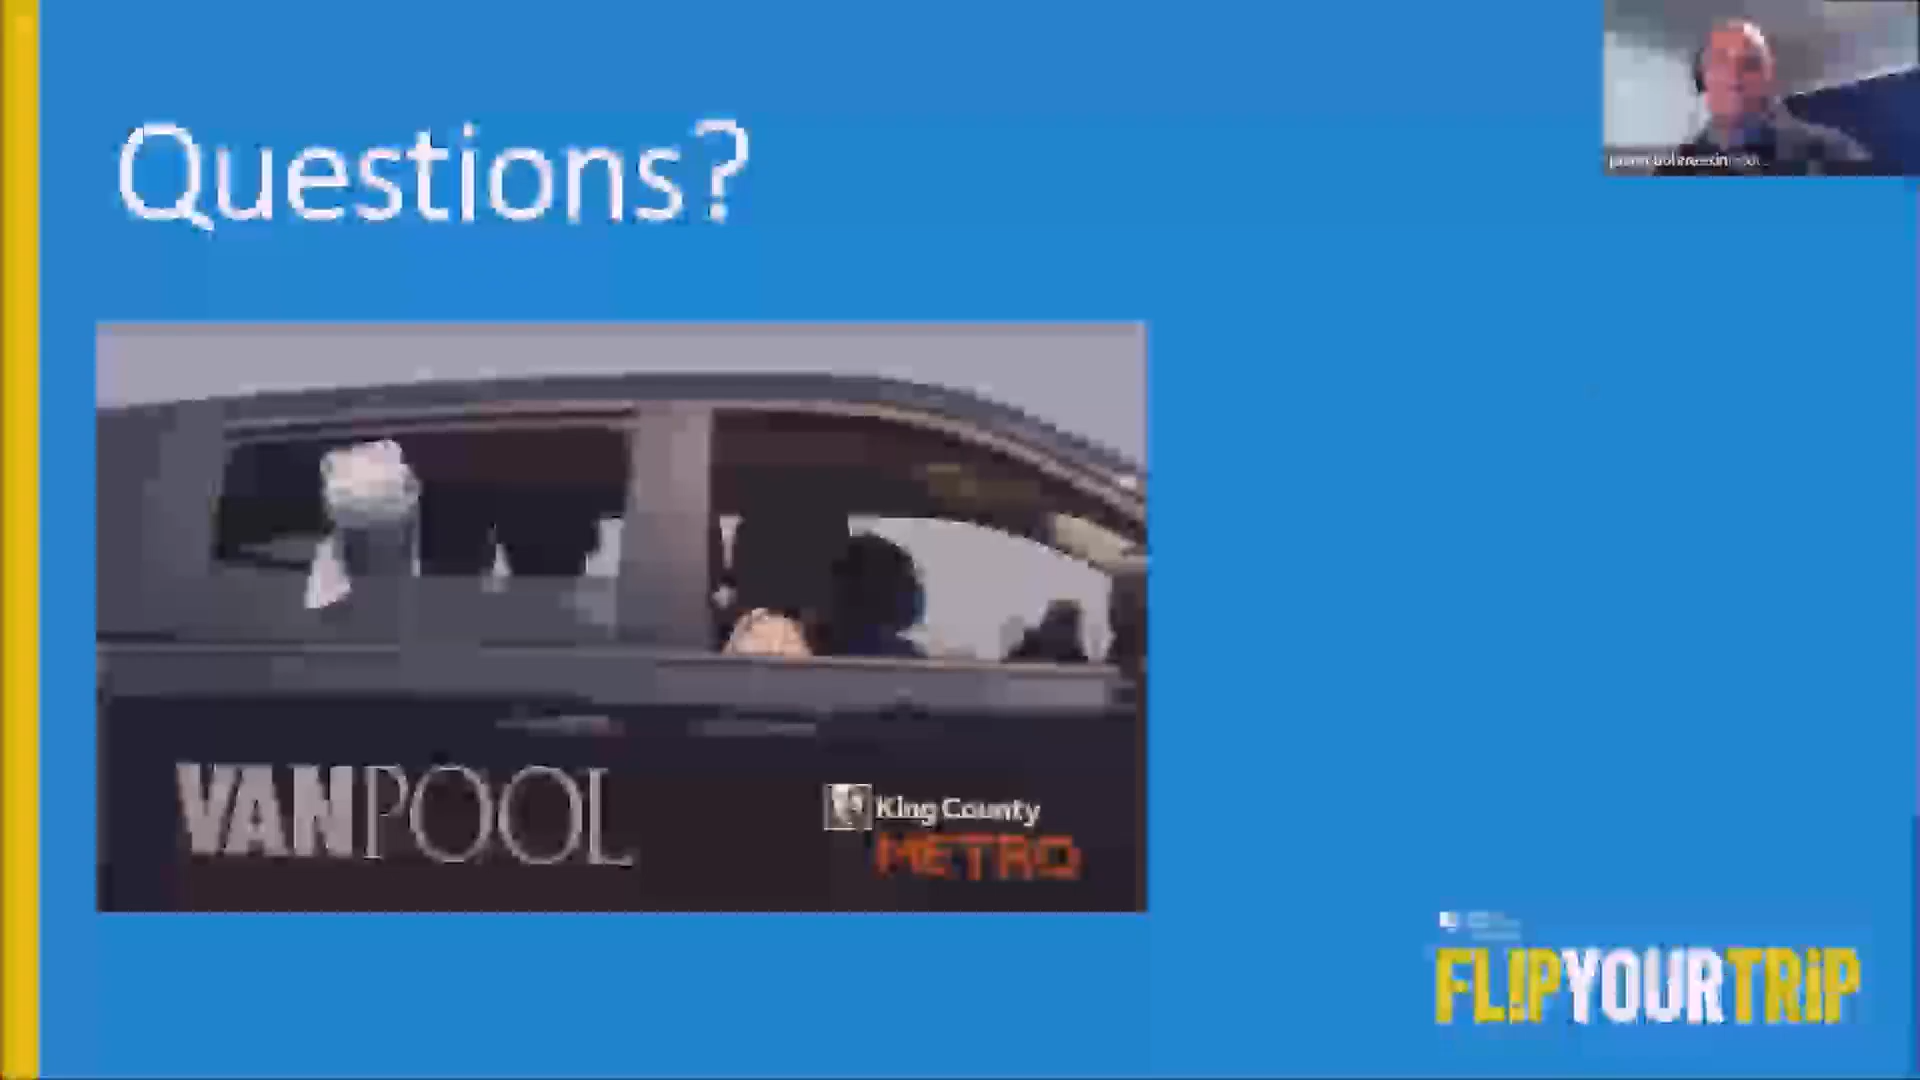 Questions?
VANPOOL
King County
METRO
FLIPYOURTRIP